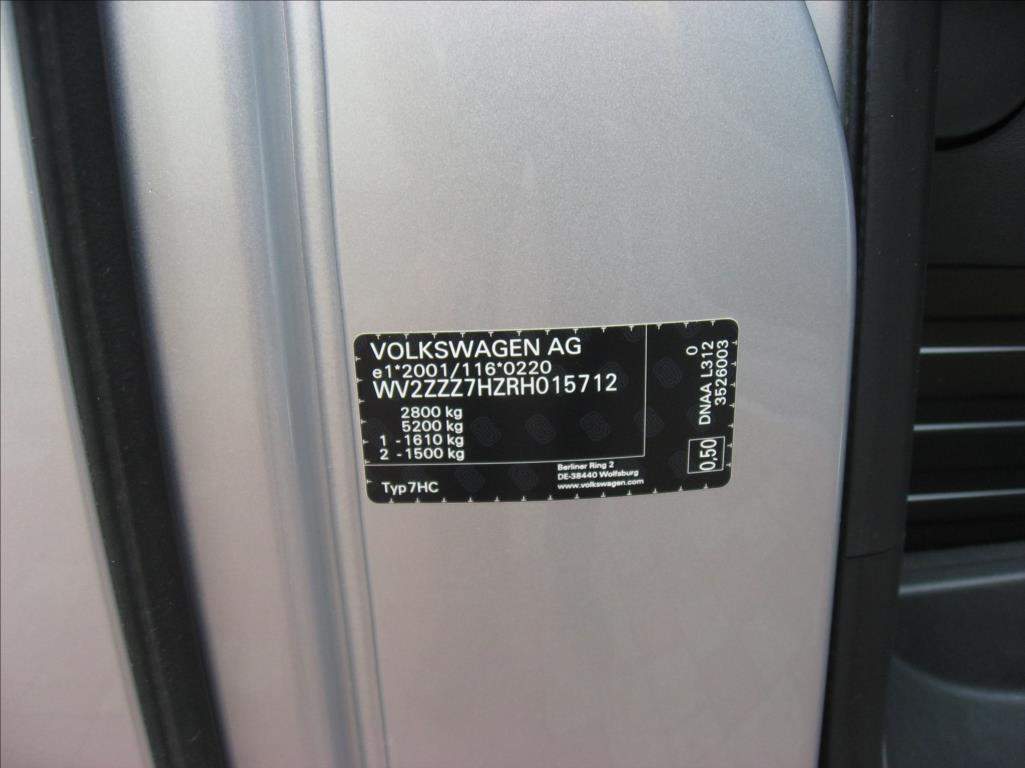 VOLKSWAGEN AG
e1*2001/116*0220
WV2ZZZ7HZRH015712
2800 kg
5200 kg
1 - 1610 kg
2 - 1500 kg
Typ7HC
Berliner Ring 2
DE-38440 Wolfsburg
www.volkswagen.com
0
DNAA L312
3526003
0,50